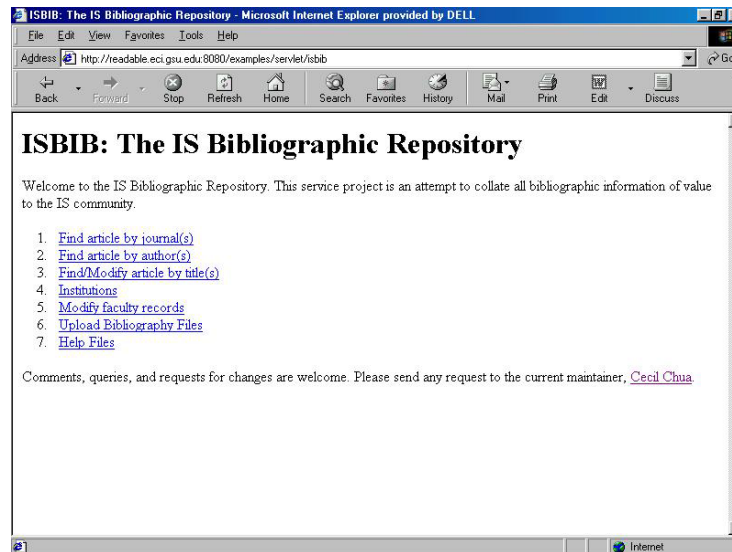 ISBIB: The IS Bibliographic Repository - Microsoft Internet Explorer provided by DELL
File Edit View Favorites Tools Help
Address http://readable.eci.gsu.edu:8080/examples/servlet/isbib Go
Back Forward Stop Refresh Home Search Favorites History Mail Print Edit Discuss
ISBIB: The IS Bibliographic Repository
Welcome to the IS Bibliographic Repository. This service project is an attempt to collate all bibliographic information of value
to the IS community.
1. Find article by journal(s)
2. Find article by author(s)
3. Find/Modify article by title(s)
4. Institutions
5. Modify faculty records
6. Upload Bibliography Files
7. Help Files
Comments, queries, and requests for changes are welcome. Please send any request to the current maintainer, Cecil Chua.
Internet